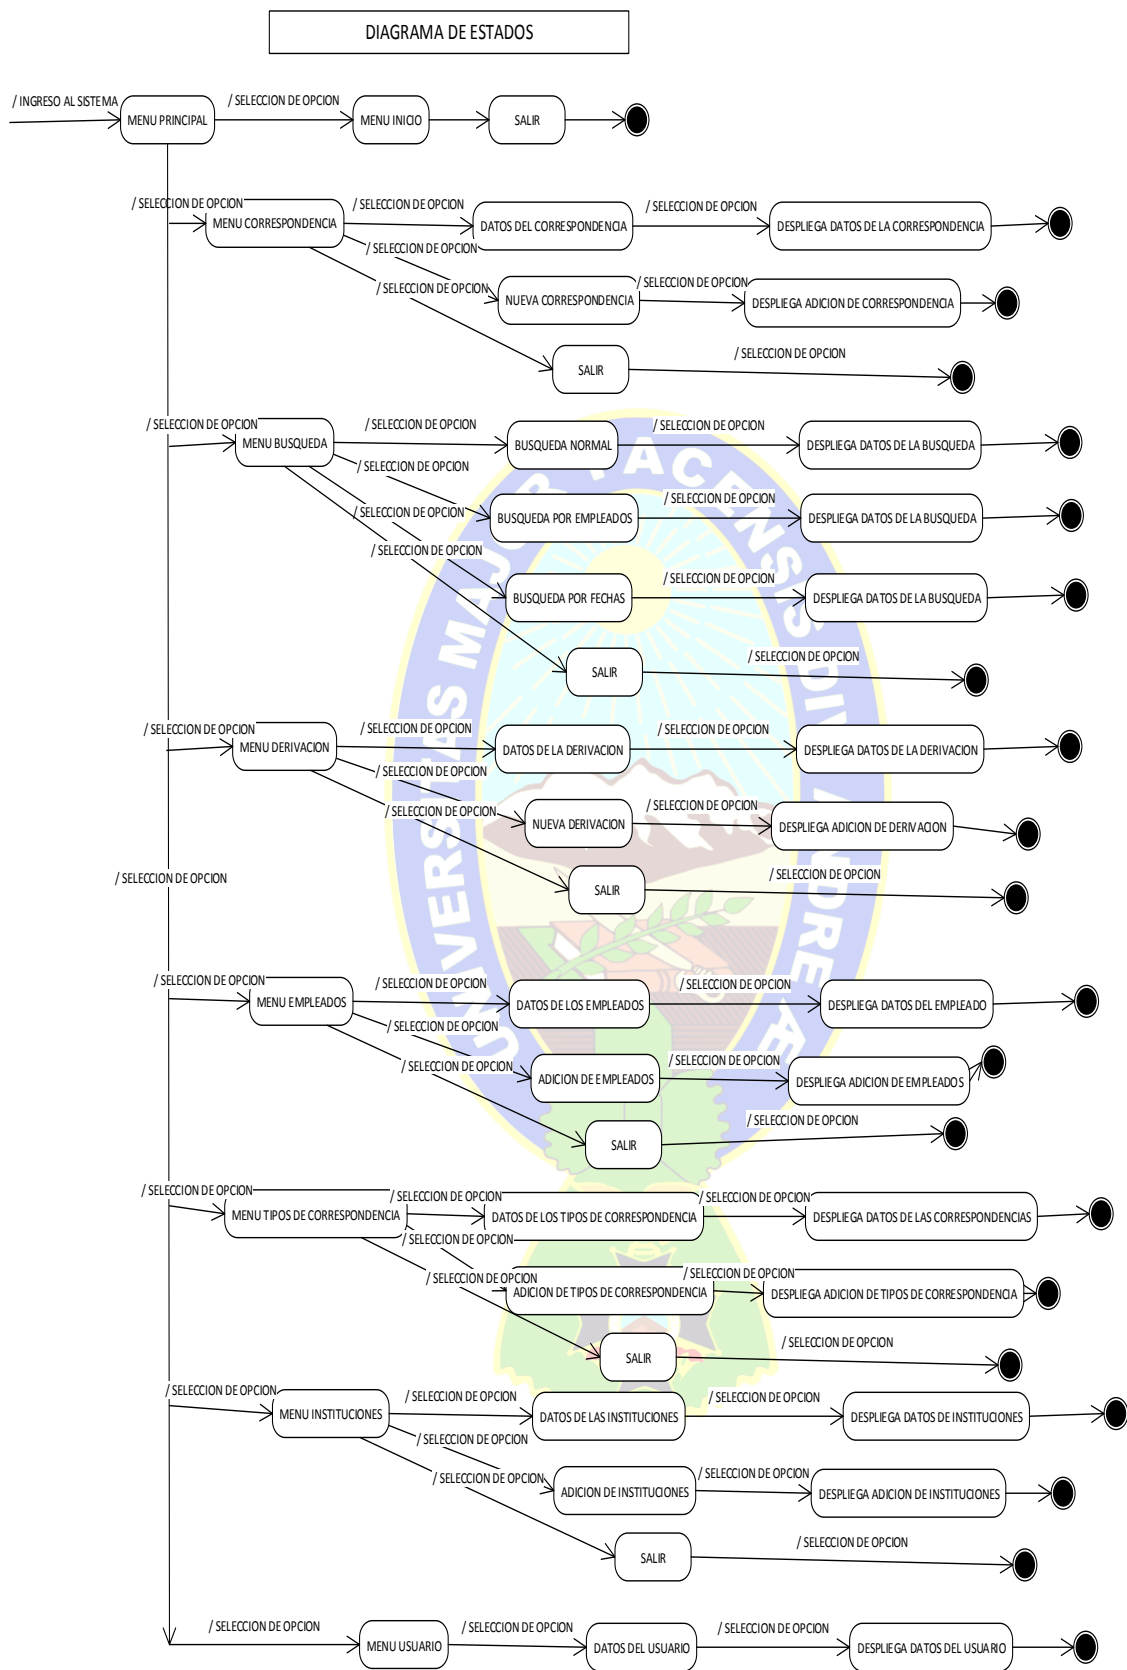 DIAGRAMA DE ESTADOS
/ INGRESO AL SISTEMA
MENU PRINCIPAL
/ SELECCION DE OPCION
MENU INICIO
SALIR
/ SELECCION DE OPCION
MENU CORRESPONDENCIA
/ SELECCION DE OPCION
DATOS DEL CORRESPONDENCIA
/ SELECCION DE OPCION
DESPLIEGA DATOS DE LA CORRESPONDENCIA
/ SELECCION DE OPCION
NUEVA CORRESPONDENCIA
/ SELECCION DE OPCION
DESPLIEGA ADICION DE CORRESPONDENCIA
/ SELECCION DE OPCION
SALIR
/ SELECCION DE OPCION
/ SELECCION DE OPCION
MENU BUSQUEDA
/ SELECCION DE OPCION
BUSQUEDA NORMAL
/ SELECCION DE OPCION
DESPLIEGA DATOS DE LA BUSQUEDA
/ SELECCION DE OPCION
BUSQUEDA POR EMPLEADOS
/ SELECCION DE OPCION
DESPLIEGA DATOS DE LA BUSQUEDA
/ SELECCION DE OPCION
BUSQUEDA POR FECHAS
/ SELECCION DE OPCION
DESPLIEGA DATOS DE LA BUSQUEDA
/ SELECCION DE OPCION
SALIR
/ SELECCION DE OPCION
/ SELECCION DE OPCION
MENU DERIVACION
/ SELECCION DE OPCION
DATOS DE LA DERIVACION
/ SELECCION DE OPCION
DESPLIEGA DATOS DE LA DERIVACION
/ SELECCION DE OPCION
NUEVA DERIVACION
/ SELECCION DE OPCION
DESPLIEGA ADICION DE DERIVACION
/ SELECCION DE OPCION
SALIR
/ SELECCION DE OPCION
/ SELECCION DE OPCION
/ SELECCION DE OPCION
MENU EMPLEADOS
/ SELECCION DE OPCION
DATOS DE LOS EMPLEADOS
/ SELECCION DE OPCION
DESPLIEGA DATOS DEL EMPLEADO
/ SELECCION DE OPCION
ADICION DE EMPLEADOS
/ SELECCION DE OPCION
DESPLIEGA ADICION DE EMPLEADOS
/ SELECCION DE OPCION
SALIR
/ SELECCION DE OPCION
/ SELECCION DE OPCION
MENU TIPOS DE CORRESPONDENCIA
/ SELECCION DE OPCION
DATOS DE LOS TIPOS DE CORRESPONDENCIA
/ SELECCION DE OPCION
DESPLIEGA DATOS DE LAS CORRESPONDENCIAS
/ SELECCION DE OPCION
ADICION DE TIPOS DE CORRESPONDENCIA
/ SELECCION DE OPCION
DESPLIEGA ADICION DE TIPOS DE CORRESPONDENCIA
/ SELECCION DE OPCION
SALIR
/ SELECCION DE OPCION
/ SELECCION DE OPCION
MENU INSTITUCIONES
/ SELECCION DE OPCION
DATOS DE LAS INSTITUCIONES
/ SELECCION DE OPCION
DESPLIEGA DATOS DE INSTITUCIONES
/ SELECCION DE OPCION
ADICION DE INSTITUCIONES
/ SELECCION DE OPCION
DESPLIEGA ADICION DE INSTITUCIONES
/ SELECCION DE OPCION
SALIR
/ SELECCION DE OPCION
/ SELECCION DE OPCION
MENU USUARIO
/ SELECCION DE OPCION
DATOS DEL USUARIO
/ SELECCION DE OPCION
DESPLIEGA DATOS DEL USUARIO
UNIVERSITAS MAJOR PACENSIS DIVI ANDREÆ